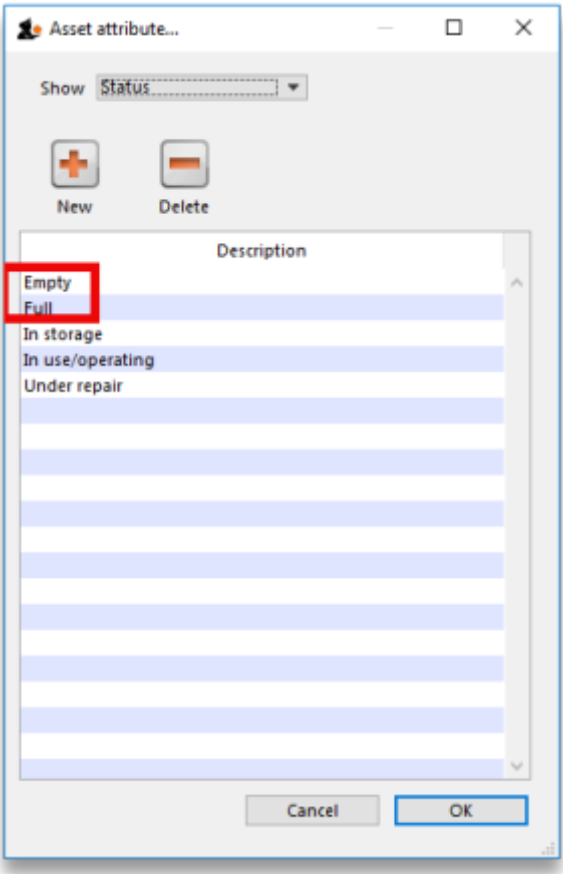 Asset attribute...
Show Status
New Delete
Description
Empty
Full
In storage
In use/operating
Under repair
Cancel OK